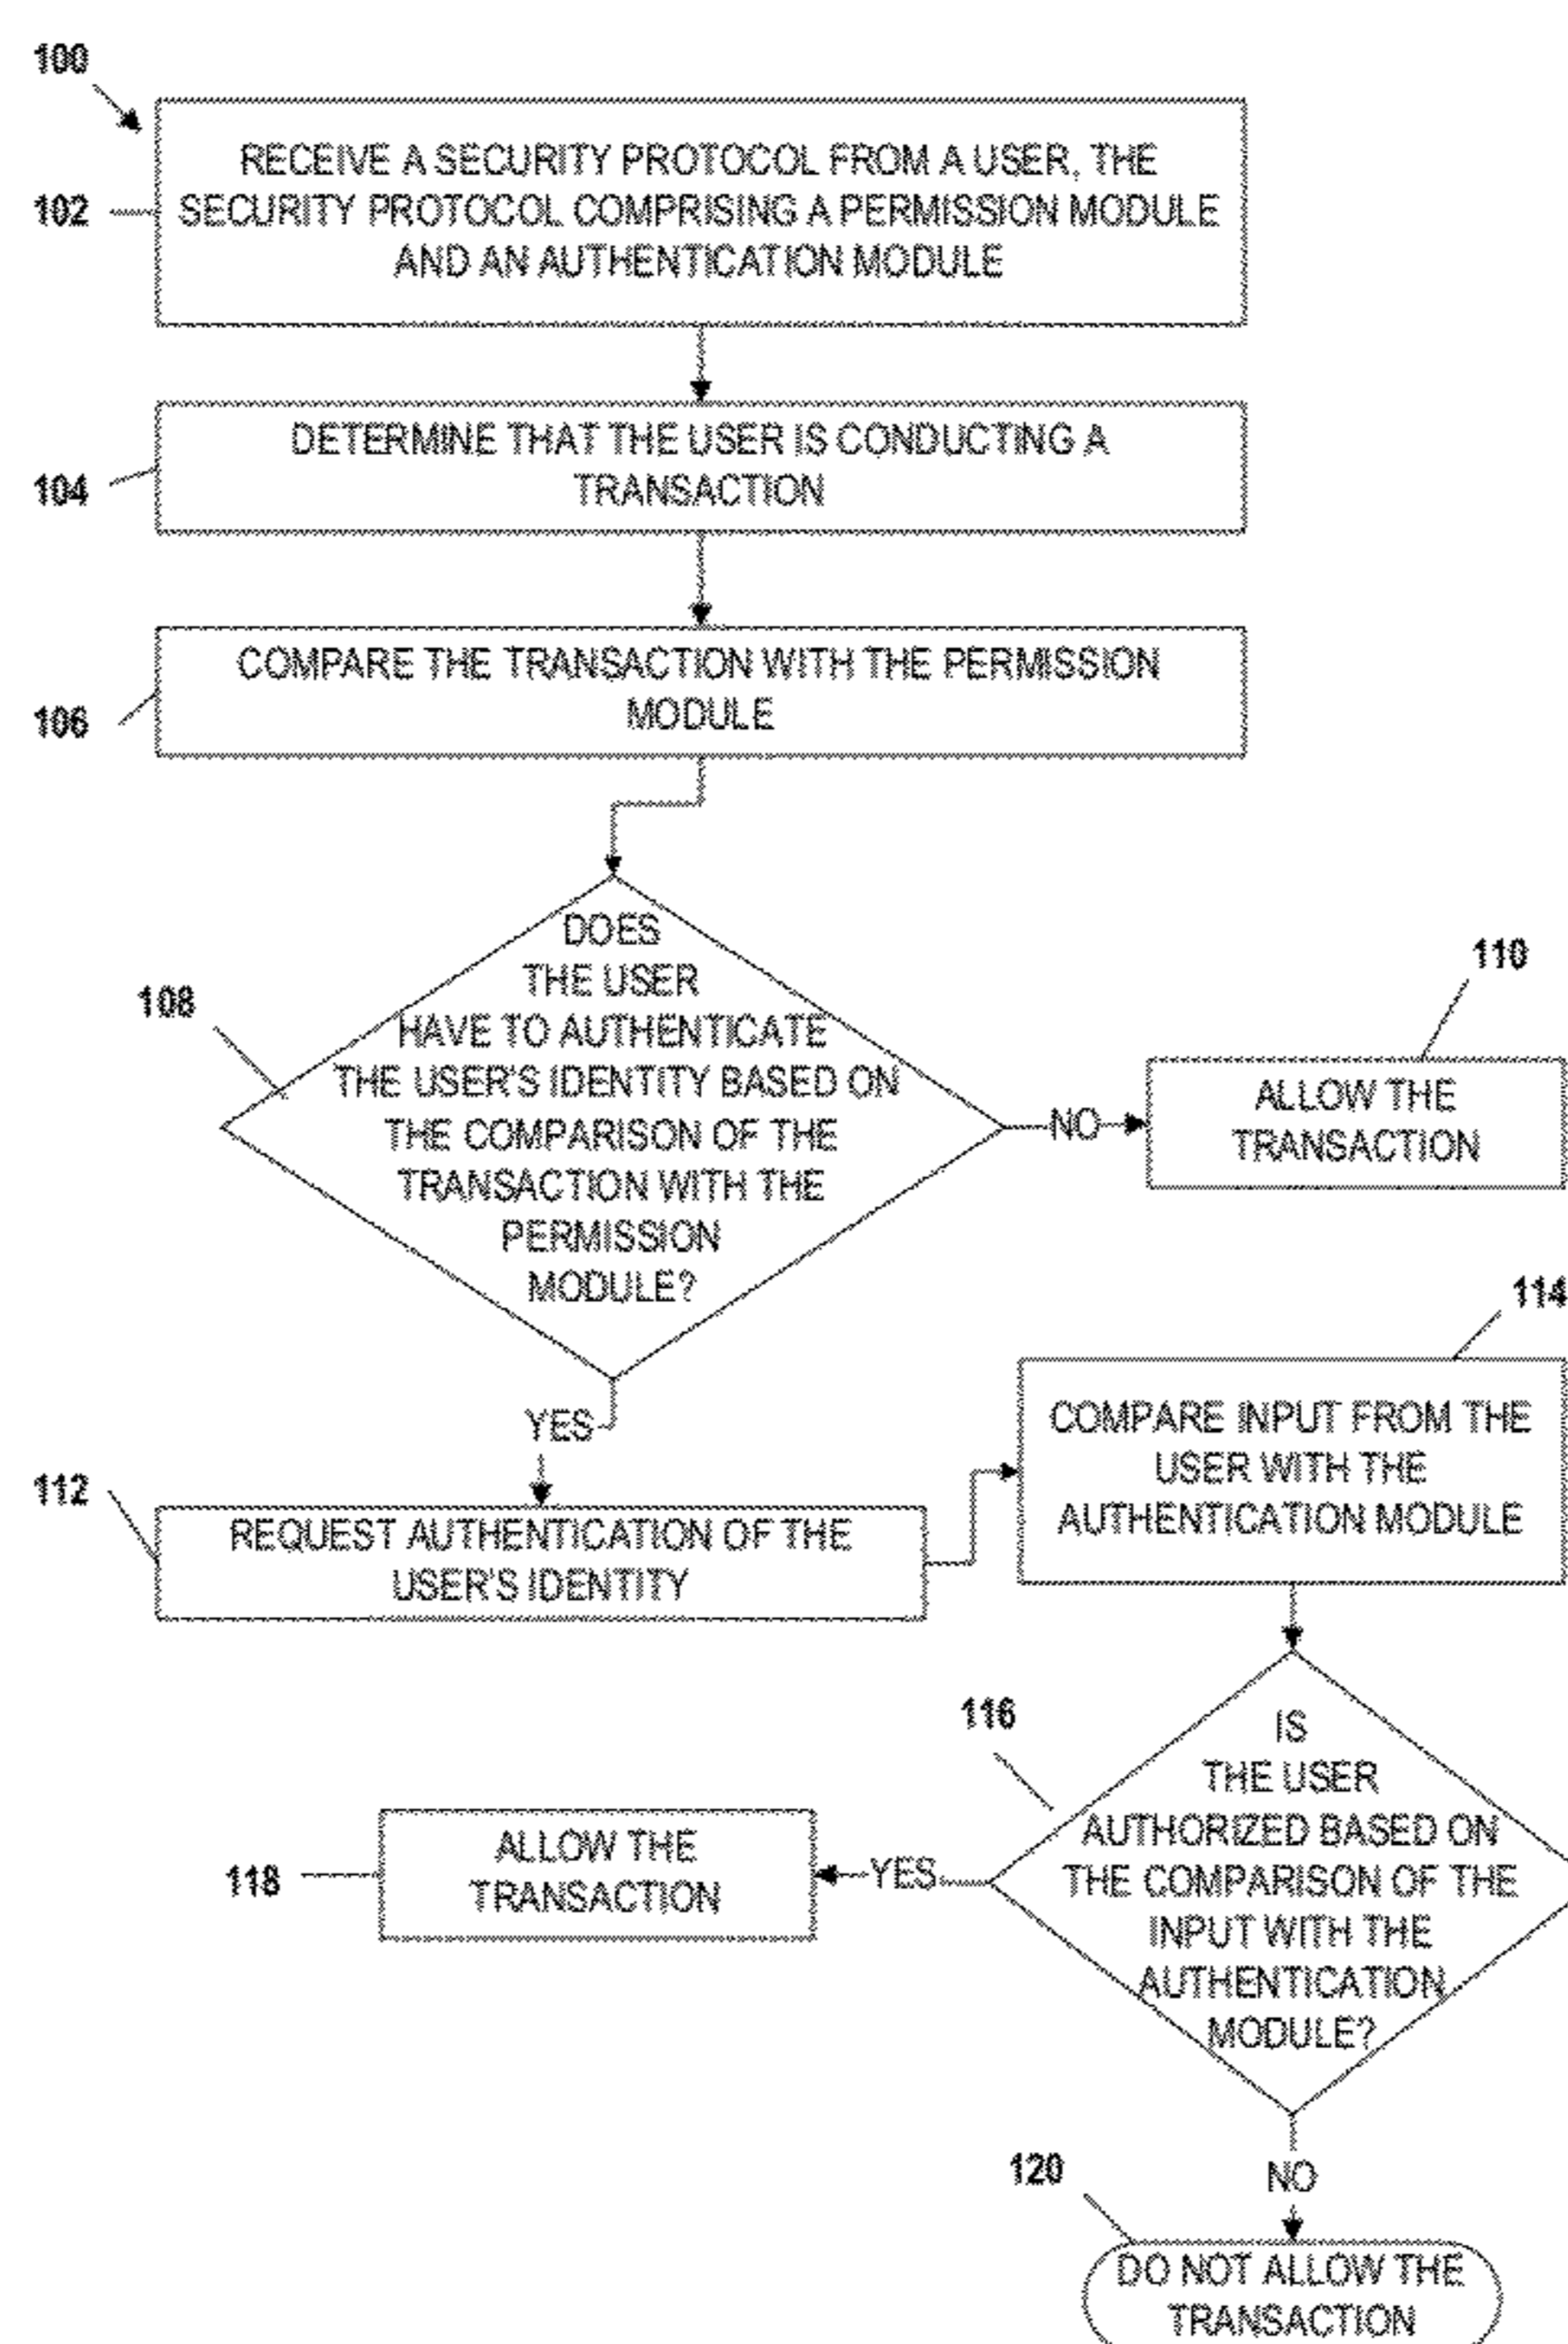 100
102
RECEIVE A SECURITY PROTOCOL FROM A USER, THE
SECURITY PROTOCOL COMPRISING A PERMISSION MODULE
AND AN AUTHENTICATION MODULE
104
DETERMINE THAT THE USER IS CONDUCTING A
TRANSACTION
106
COMPARE THE TRANSACTION WITH THE PERMISSION
MODULE
108
DOES
THE USER
HAVE TO AUTHENTICATE
THE USER'S IDENTITY BASED ON
THE COMPARISON OF THE
TRANSACTION WITH THE
PERMISSION
MODULE?
NO
110
ALLOW THE
TRANSACTION
YES
112
REQUEST AUTHENTICATION OF THE
USER'S IDENTITY
114
COMPARE INPUT FROM THE
USER WITH THE
AUTHENTICATION MODULE
116
IS
THE USER
AUTHORIZED BASED ON
THE COMPARISON OF THE
INPUT WITH THE
AUTHENTICATION
MODULE?
YES
118
ALLOW THE
TRANSACTION
NO
120
DO NOT ALLOW THE
TRANSACTION